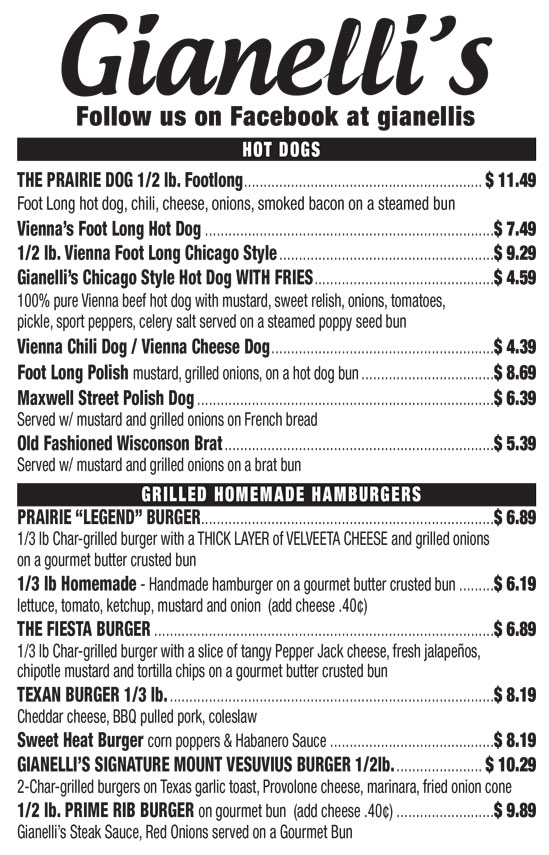 Gianelli's
Follow us on Facebook at gianellis
HOT DOGS
THE PRAIRIE DOG 1/2 lb. Footlong........ $ 11.49
Foot Long hot dog, chili, cheese, onions, smoked bacon on a steamed bun
Vienna's Foot Long Hot Dog ........$ 7.49
1/2 lb. Vienna Foot Long Chicago Style........$ 9.29
Gianelli's Chicago Style Hot Dog WITH FRIES........$ 4.59
100% pure Vienna beef hot dog with mustard, sweet relish, onions, tomatoes,
pickle, sport peppers, celery salt served on a steamed poppy seed bun
Vienna Chili Dog / Vienna Cheese Dog........$ 4.39
Foot Long Polish mustard, grilled onions, on a hot dog bun........$ 8.69
Maxwell Street Polish Dog ........$ 6.39
Served w/ mustard and grilled onions on French bread
Old Fashioned Wisconson Brat........$ 5.39
Served w/ mustard and grilled onions on a brat bun
GRILLED HOMEMADE HAMBURGERS
PRAIRIE "LEGEND" BURGER........$ 6.89
1/3 lb Char-grilled burger with a THICK LAYER of VELVEETA CHEESE and grilled onions
on a gourmet butter crusted bun
1/3 lb Homemade - Handmade hamburger on a gourmet butter crusted bun ........$ 6.19
lettuce, tomato, ketchup, mustard and onion (add cheese .40¢)
THE FIESTA BURGER ........$ 6.89
1/3 lb Char-grilled burger with a slice of tangy Pepper Jack cheese, fresh jalapeños,
chipotle mustard and tortilla chips on a gourmet butter crusted bun
TEXAN BURGER 1/3 lb.........$ 8.19
Cheddar cheese, BBQ pulled pork, coleslaw
Sweet Heat Burger corn poppers & Habanero Sauce ........$ 8.19
GIANELLI'S SIGNATURE MOUNT VESUVIUS BURGER 1/2lb......... $ 10.29
2-Char-grilled burgers on Texas garlic toast, Provolone cheese, marinara, fried onion cone
1/2 lb. PRIME RIB BURGER on gourmet bun (add cheese .40¢) ........$ 9.89
Gianelli's Steak Sauce, Red Onions served on a Gourmet Bun